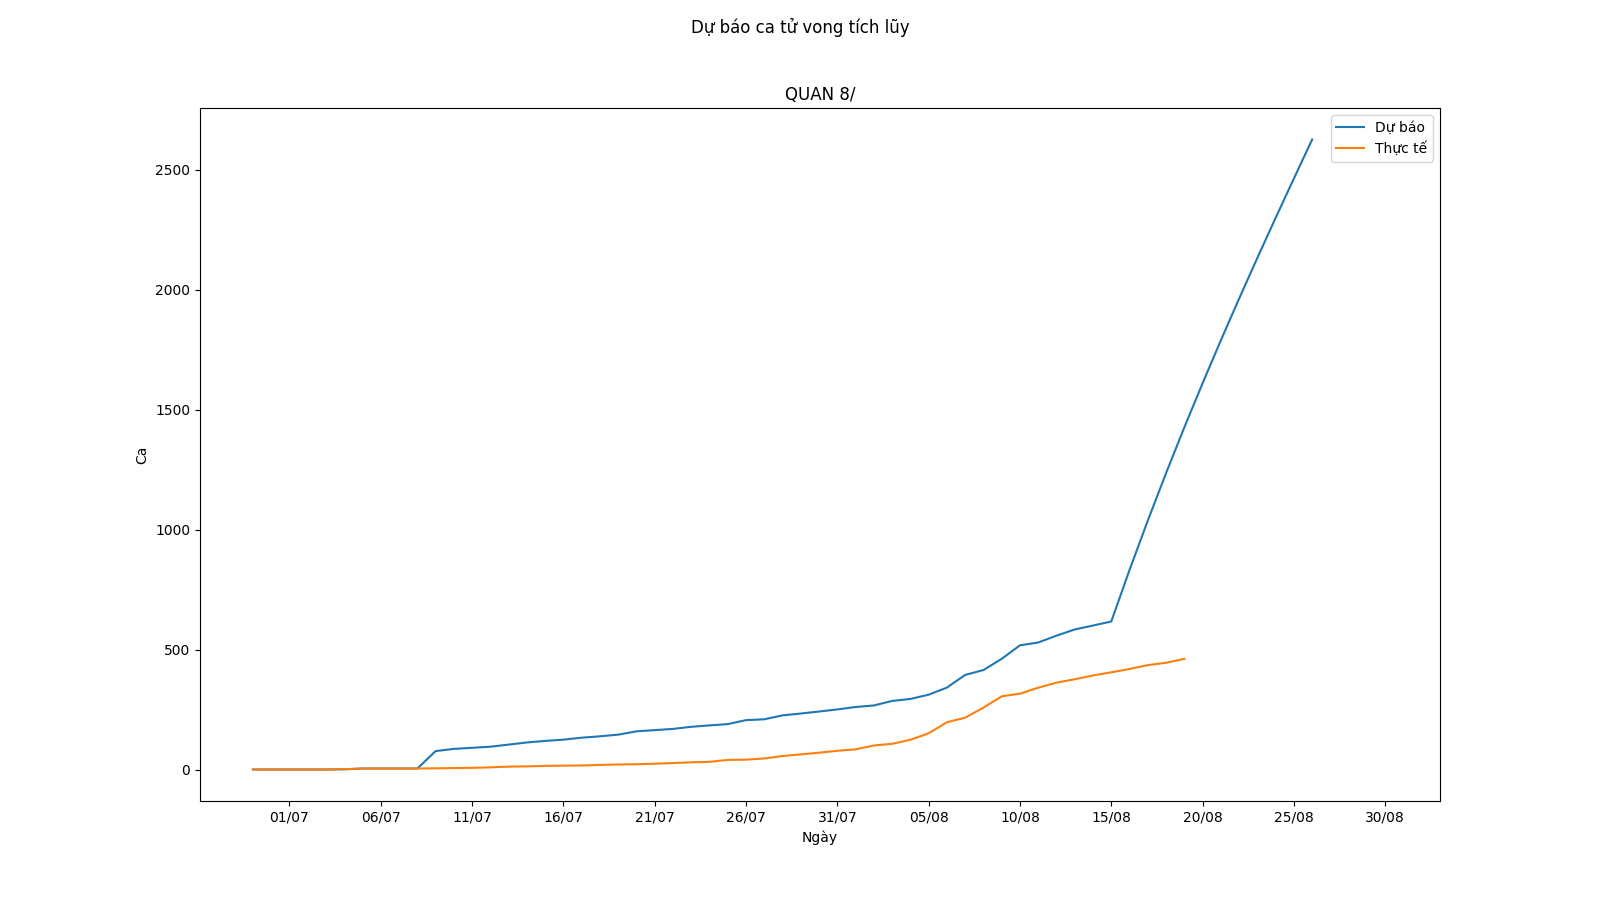 Dự báo ca tử vong tích lũy
QUAN 8/
Dự báo
Thực tế
2500
2000
1500
1000
500
0
Ca
01/07 06/07 11/07 16/07 21/07 26/07 31/07 05/08 10/08 15/08 20/08 25/08 30/08
Ngày